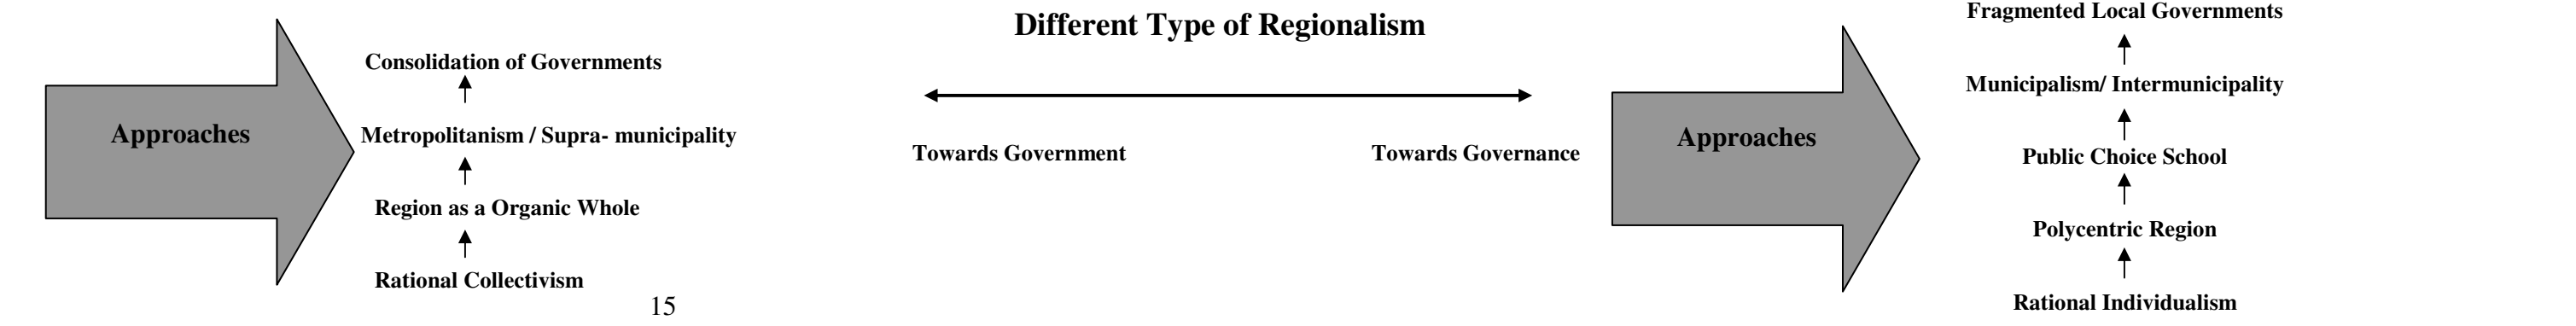 Different Type of Regionalism
Approaches
Consolidation of Governments
Metropolitanism / Supra- municipality
Region as a Organic Whole
Rational Collectivism
15
Towards Government
Towards Governance
Approaches
Fragmented Local Governments
Municipalism/ Intermunicipality
Public Choice School
Polycentric Region
Rational Individualism